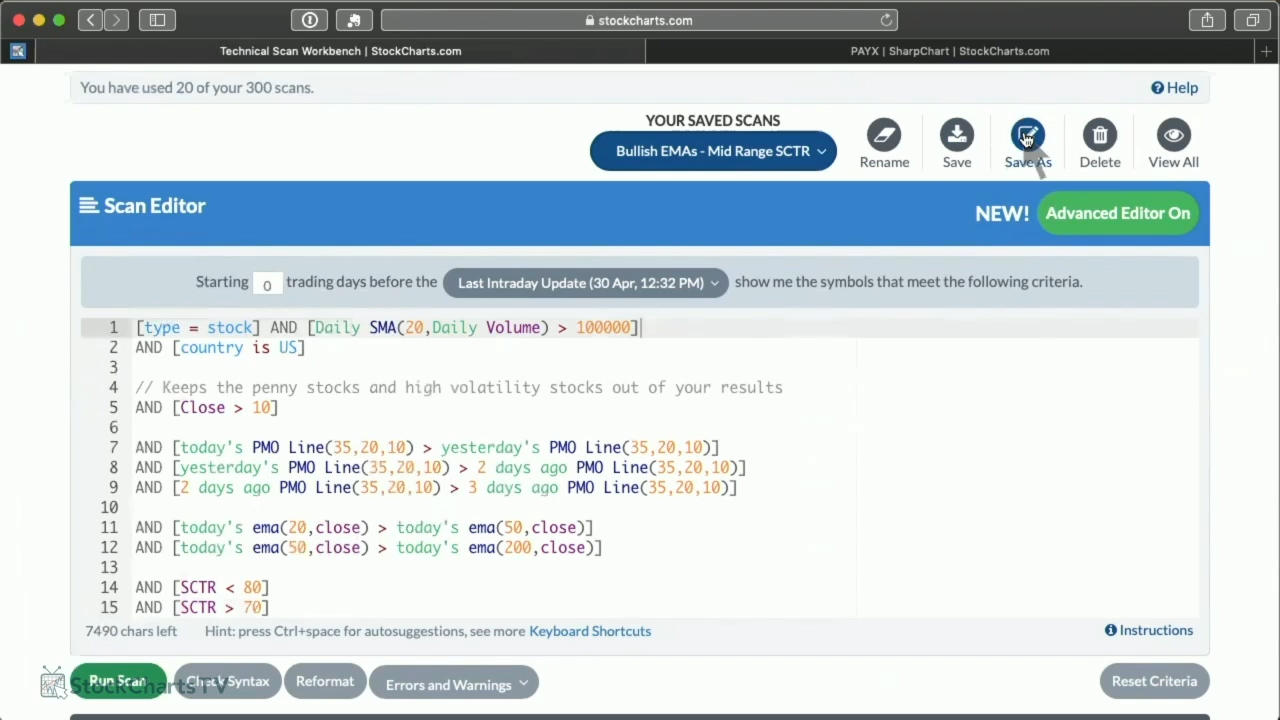 stockcharts.com
Technical Scan Workbench | StockCharts.com
PAYX | SharpChart | StockCharts.com
You have used 20 of your 300 scans.
Help
YOUR SAVED SCANS
Bullish EMAs - Mid Range SCTR
Rename
Save
Save As
Delete
View All
Scan Editor
NEW! Advanced Editor On
Starting 0 trading days before the Last Intraday Update (30 Apr, 12:32 PM) show me the symbols that meet the following criteria.
1 [type = stock] AND [Daily SMA(20,Daily Volume) > 100000]
2 AND [country is US]
3
4 // Keeps the penny stocks and high volatility stocks out of your results
5 AND [Close > 10]
6
7 AND [today's PMO Line(35,20,10) > yesterday's PMO Line(35,20,10)]
8 AND [yesterday's PMO Line(35,20,10) > 2 days ago PMO Line(35,20,10)]
9 AND [2 days ago PMO Line(35,20,10) > 3 days ago PMO Line(35,20,10)]
10
11 AND [today's ema(20,close) > today's ema(50,close)]
12 AND [today's ema(50,close) > today's ema(200,close)]
13
14 AND [SCTR < 80]
15 AND [SCTR > 70]
7490 chars left Hint: press Ctrl+space for autosuggestions, see more Keyboard Shortcuts
Instructions
Run Scan
Check Syntax
Reformat
Errors and Warnings
Reset Criteria
StockCharts TV